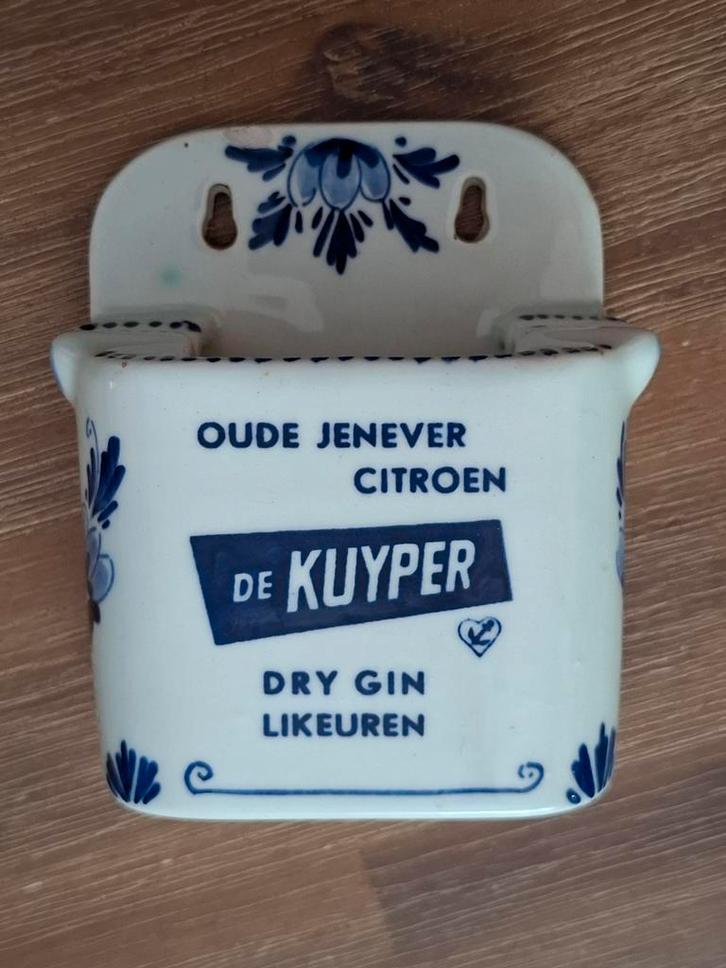 OUDE JENEVER
CITROEN
DE KUYPER
DRY GIN
LIKEUREN